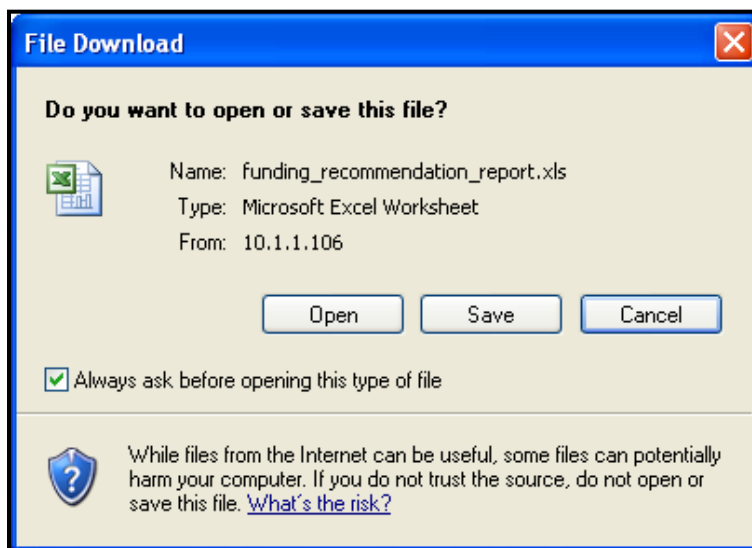 File Download
Do you want to open or save this file?
Name: funding_recommendation_report.xls
Type: Microsoft Excel Worksheet
From: 10.1.1.106
Open Save Cancel
Always ask before opening this type of file
While files from the Internet can be useful, some files can potentially
harm your computer. If you do not trust the source, do not open or
save this file. What's the risk?